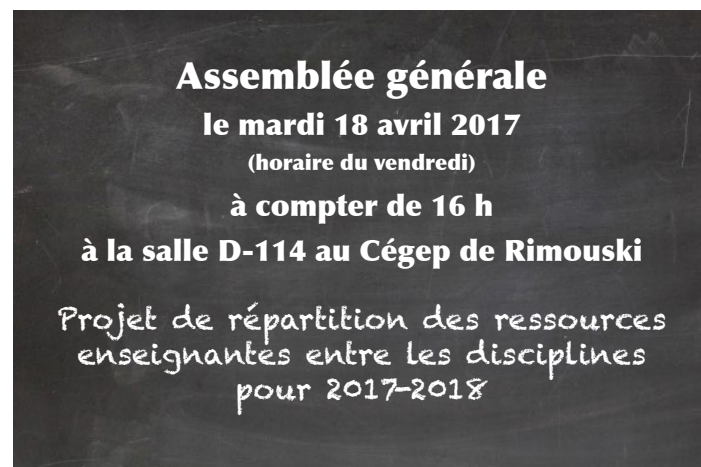 Assemblée générale
le mardi 18 avril 2017
(horaire du vendredi)
à compter de 16 h
à la salle D-114 au Cégep de Rimouski
Projet de répartition des ressources
enseignantes entre les disciplines
pour 2017-2018